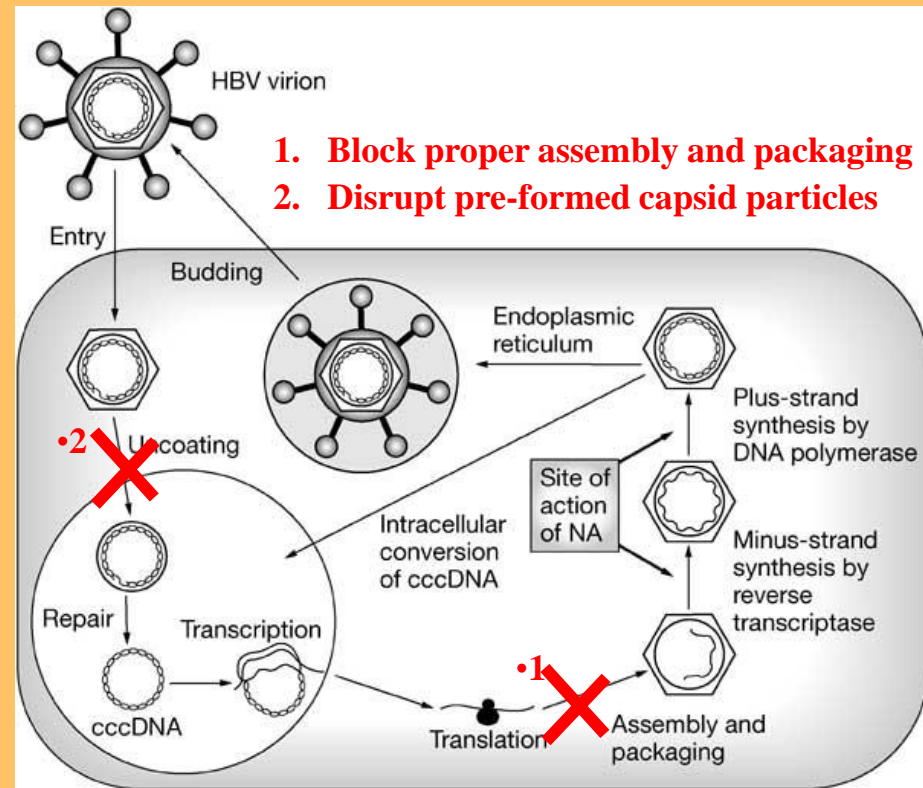 HBV virion
1. Block proper assembly and packaging
2. Disrupt pre-formed capsid particles
Entry
Budding
Endoplasmic
reticulum
Plus-strand
synthesis by
DNA polymerase
•2
Uncoating
Site of
action
of NA
Intracellular
conversion
of cccDNA
Minus-strand
synthesis by
reverse
transcriptase
Repair
Transcription
•1
cccDNA
Translation
Assembly and
packaging